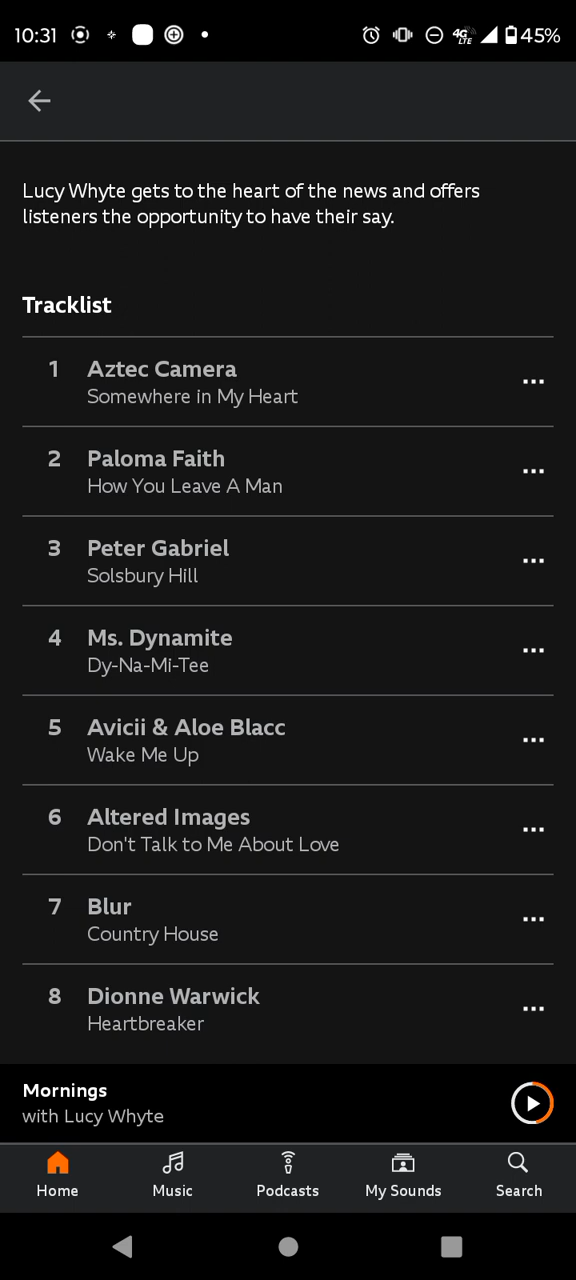 10:31
4G LTE
45%
Lucy Whyte gets to the heart of the news and offers
listeners the opportunity to have their say.
Tracklist
1 Aztec Camera
Somewhere in My Heart
2 Paloma Faith
How You Leave A Man
3 Peter Gabriel
Solsbury Hill
4 Ms. Dynamite
Dy-Na-Mi-Tee
5 Avicii & Aloe Blacc
Wake Me Up
6 Altered Images
Don't Talk to Me About Love
7 Blur
Country House
8 Dionne Warwick
Heartbreaker
Mornings
with Lucy Whyte
Home Music Podcasts My Sounds Search